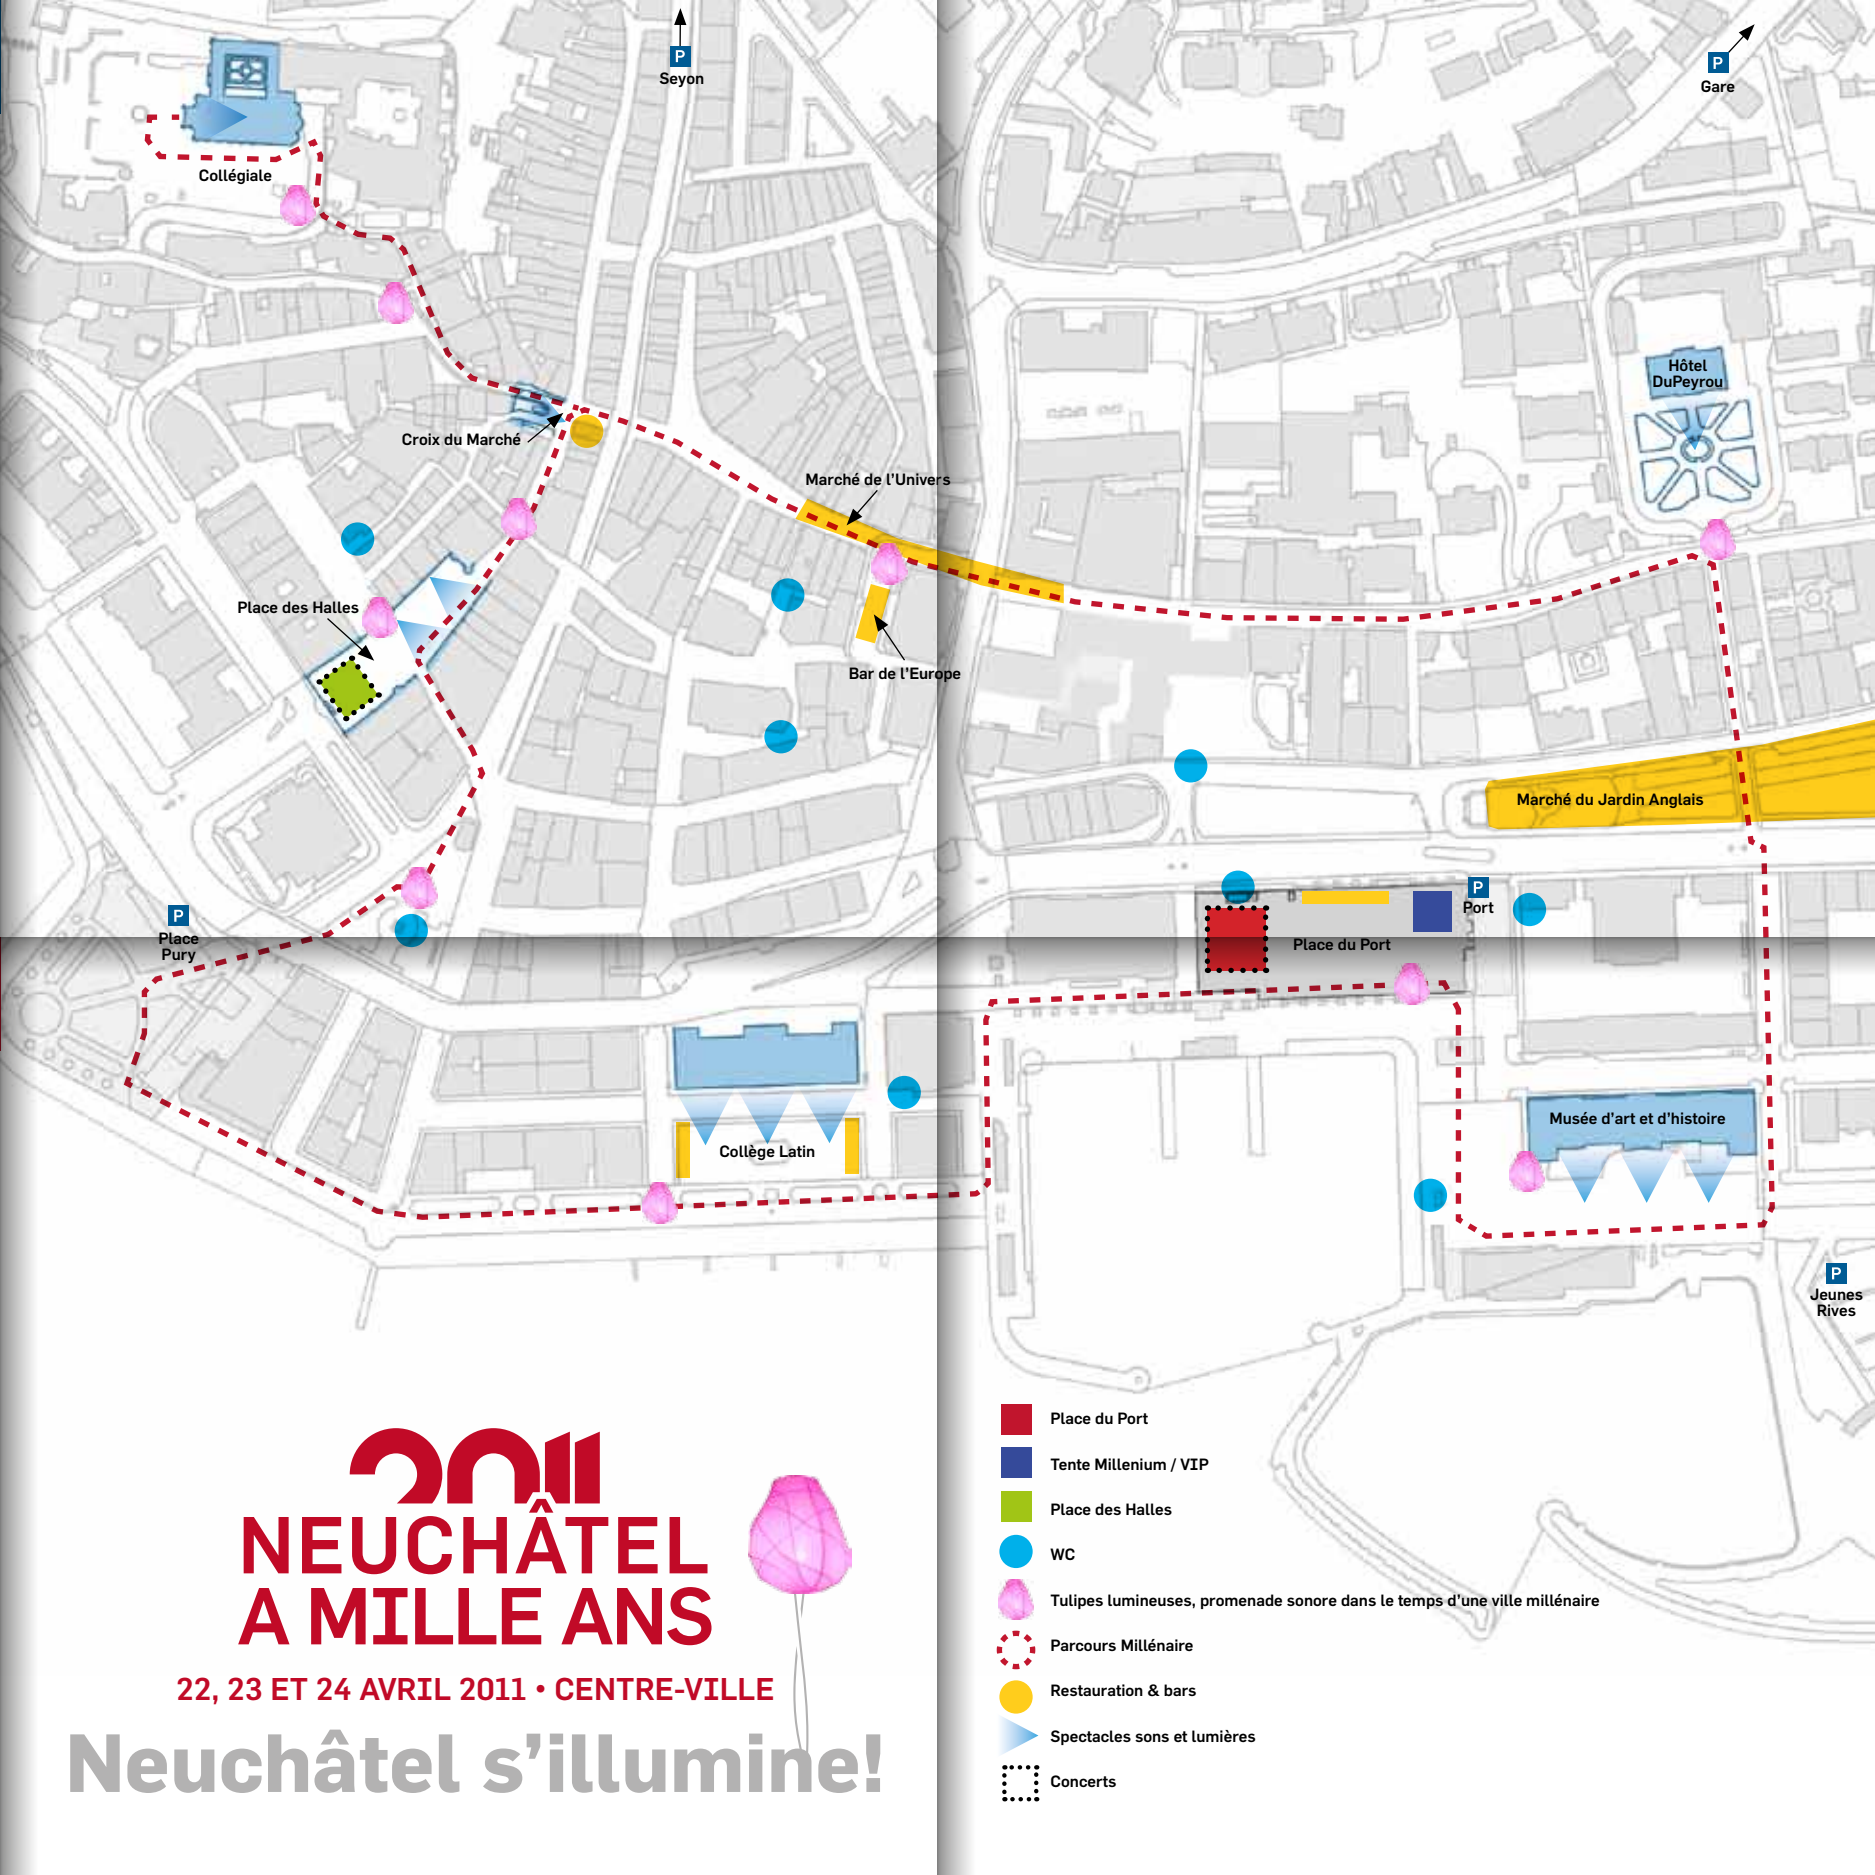 P
Seyon
P
Gare
Collégiale
Hôtel
DuPeyrou
Croix du Marché
Marché de l'Univers
Place des Halles
Bar de l'Europe
Marché du Jardin Anglais
P
Port
P
Place
Pury
Place du Port
Musée d'art et d'histoire
Collège Latin
P
Jeunes
Rives
2011
NEUCHÂTEL
A MILLE ANS
22, 23 ET 24 AVRIL 2011 • CENTRE-VILLE
Neuchâtel s'illumine!
Place du Port
Tente Millenium / VIP
Place des Halles
WC
Tulipes lumineuses, promenade sonore dans le temps d'une ville millénaire
Parcours Millénaire
Restauration & bars
Spectacles sons et lumières
Concerts